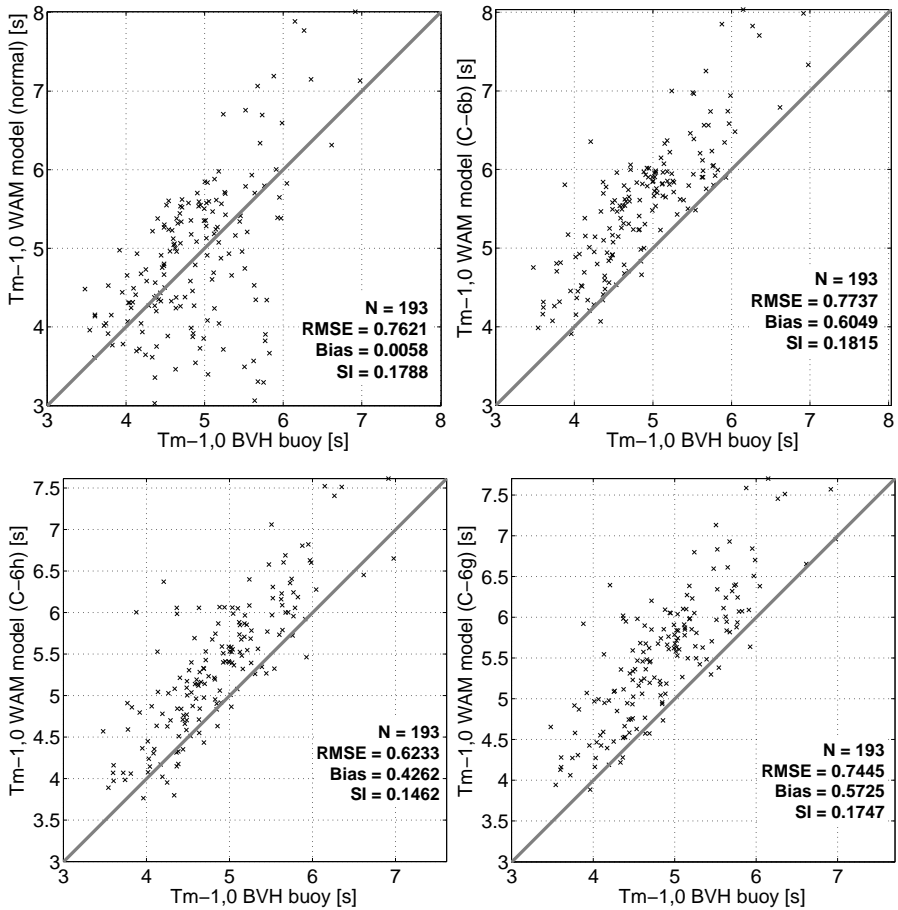 8
7
6
5
4
3
3 4 5 6 7 8
Tm−1,0 WAM model (normal) [s]
Tm−1,0 BVH buoy [s]
N = 193
RMSE = 0.7621
Bias = 0.0058
SI = 0.1788
8
7
6
5
4
3
3 4 5 6 7 8
Tm−1,0 WAM model (C−6b) [s]
Tm−1,0 BVH buoy [s]
N = 193
RMSE = 0.7737
Bias = 0.6049
SI = 0.1815
7.5
7
6.5
6
5.5
5
4.5
4
3.5
3
3 4 5 6 7
Tm−1,0 WAM model (C−6h) [s]
Tm−1,0 BVH buoy [s]
N = 193
RMSE = 0.6233
Bias = 0.4262
SI = 0.1462
7.5
7
6.5
6
5.5
5
4.5
4
3.5
3
3 4 5 6 7
Tm−1,0 WAM model (C−6g) [s]
Tm−1,0 BVH buoy [s]
N = 193
RMSE = 0.7445
Bias = 0.5725
SI = 0.1747